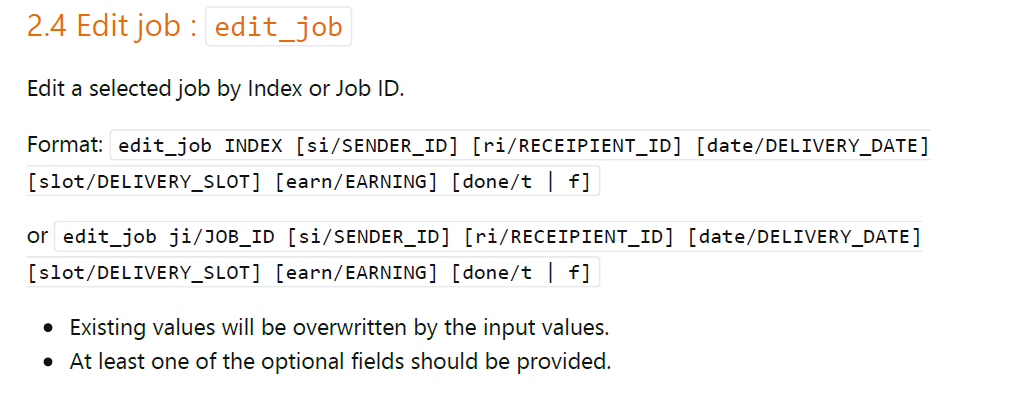 2.4 Edit job : edit_job
Edit a selected job by Index or Job ID.
Format: edit_job INDEX [si/SENDER_ID] [ri/RECEIPIENT_ID] [date/DELIVERY_DATE]
[slot/DELIVERY_SLOT] [earn/EARNING] [done/t | f]
or edit_job ji/JOB_ID [si/SENDER_ID] [ri/RECEIPIENT_ID] [date/DELIVERY_DATE]
[slot/DELIVERY_SLOT] [earn/EARNING] [done/t | f]
• Existing values will be overwritten by the input values.
• At least one of the optional fields should be provided.